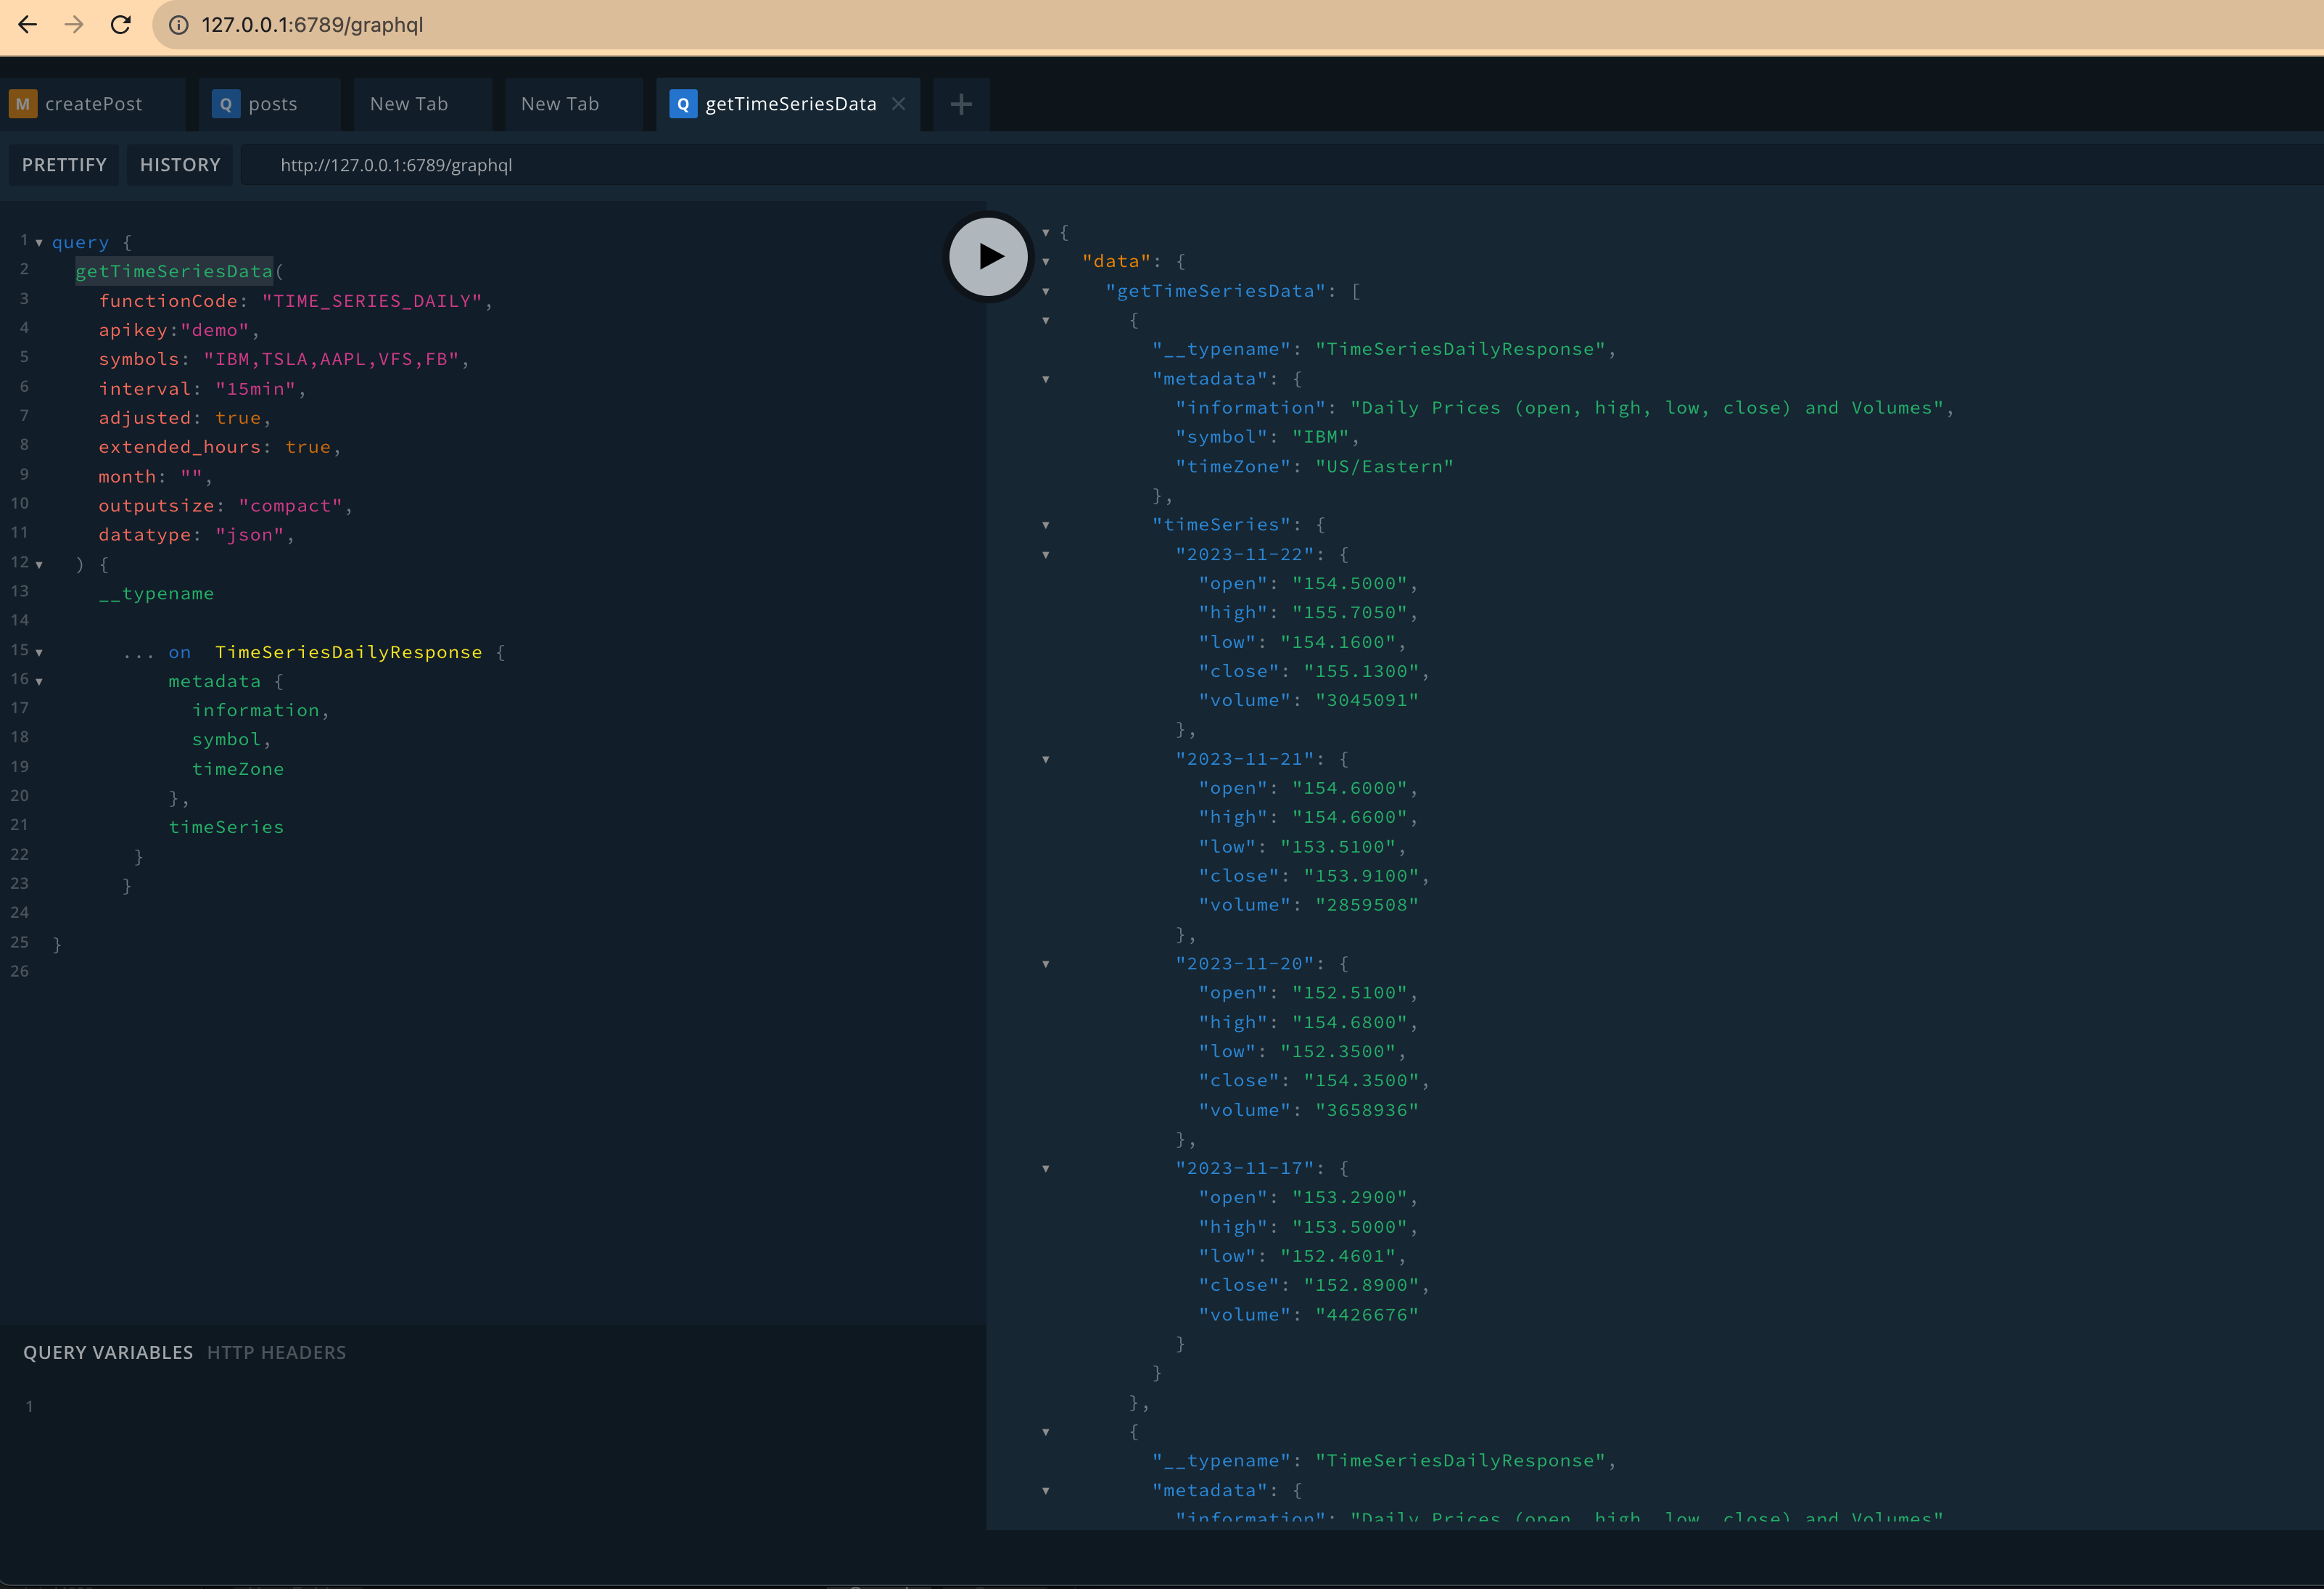 127.0.0.1:6789/graphql
M createPost
Q posts
New Tab
New Tab
Q getTimeSeriesData
PRETTIFY
HISTORY
http://127.0.0.1:6789/graphql
1 query {
2 getTimeSeriesData(
3 functionCode: "TIME_SERIES_DAILY",
4 apikey:"demo",
5 symbols: "IBM,TSLA,AAPL,VFS,FB",
6 interval: "15min",
7 adjusted: true,
8 extended_hours: true,
9 month: "",
10 outputsize: "compact",
11 datatype: "json",
12 ) {
13 __typename
14
15 ... on TimeSeriesDailyResponse {
16 metadata {
17 information,
18 symbol,
19 timeZone
20 },
21 timeSeries
22 }
23 }
24
25 }
26
QUERY VARIABLES HTTP HEADERS
1
{
"data": {
"getTimeSeriesData": [
{
"__typename": "TimeSeriesDailyResponse",
"metadata": {
"information": "Daily Prices (open, high, low, close) and Volumes",
"symbol": "IBM",
"timeZone": "US/Eastern"
},
"timeSeries": {
"2023-11-22": {
"open": "154.5000",
"high": "155.7050",
"low": "154.1600",
"close": "155.1300",
"volume": "3045091"
},
"2023-11-21": {
"open": "154.6000",
"high": "154.6600",
"low": "153.5100",
"close": "153.9100",
"volume": "2859508"
},
"2023-11-20": {
"open": "152.5100",
"high": "154.6800",
"low": "152.3500",
"close": "154.3500",
"volume": "3658936"
},
"2023-11-17": {
"open": "153.2900",
"high": "153.5000",
"low": "152.4601",
"close": "152.8900",
"volume": "4426676"
}
}
},
{
"__typename": "TimeSeriesDailyResponse",
"metadata": {
"information": "Daily Prices (open, high, low, close) and Volumes"